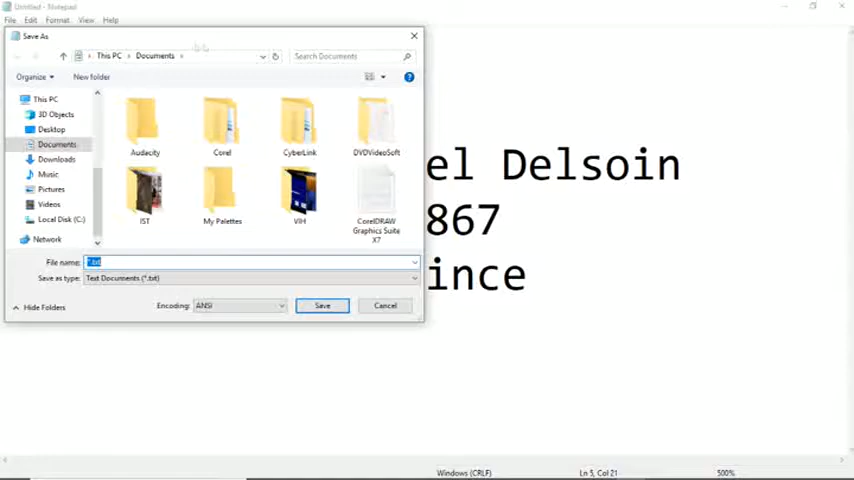 Untitled - Notepad
File Edit Format View Help
Save As
This PC Documents
Search Documents
Organize New folder
This PC
3D Objects
Desktop
Documents
Downloads
Music
Pictures
Videos
Local Disk (C:)
Network
Audacity Corel CyberLink DVDVideoSoft
IST My Palettes VIH CorelDRAW
Graphics Suite
X7
File name: *.txt
Save as type: Text Documents (*.txt)
Hide Folders Encoding: ANSI Save Cancel
el Delsoin
867
ince
Windows (CRLF) Ln 5, Col 21 500%